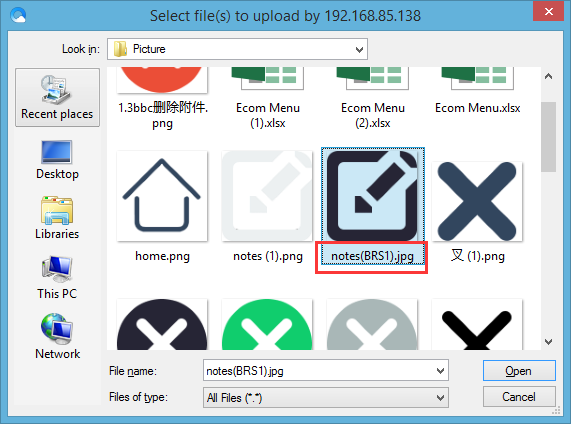 Select file(s) to upload by 192.168.85.138
Look in:
Picture
Recent places
Desktop
Libraries
This PC
Network
1.3bbc删除附件.
png
Ecom Menu
(1).xlsx
Ecom Menu
(2).xlsx
Ecom Menu.xlsx
home.png
notes (1).png
notes(BRS1).jpg
叉 (1).png
File name:
notes(BRS1).jpg
Open
Files of type:
All Files (*.*)
Cancel